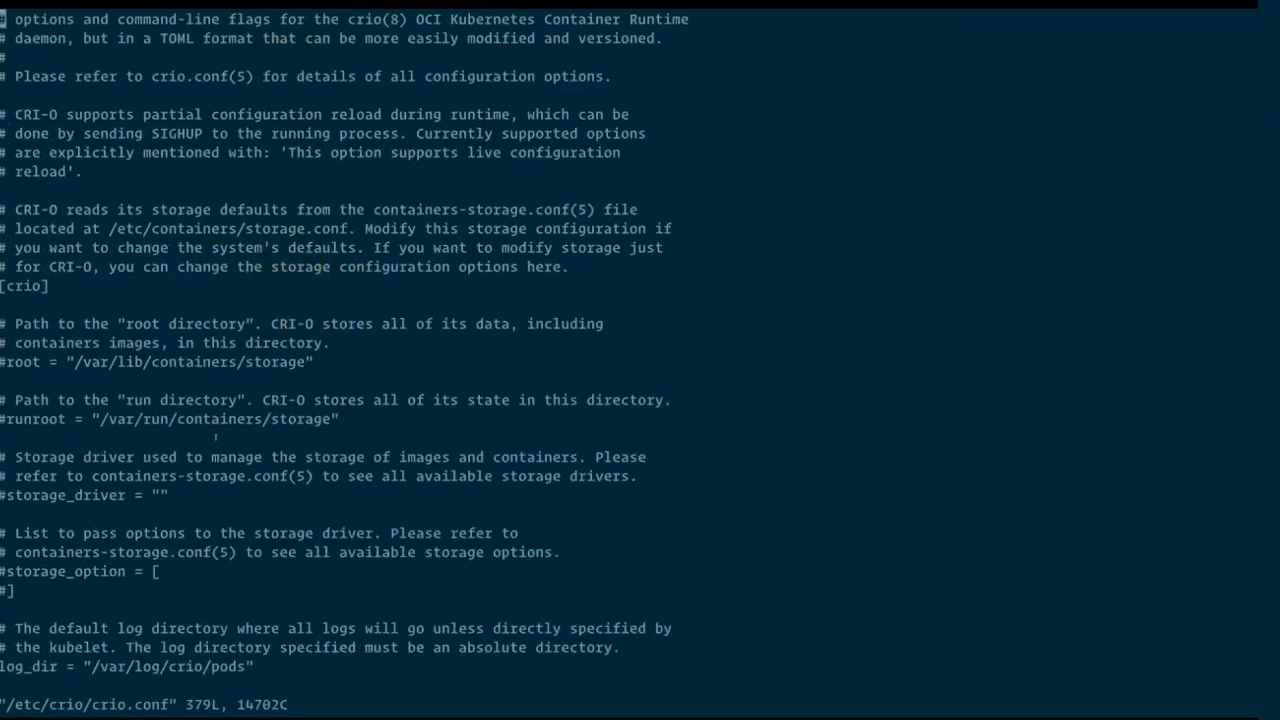 # options and command-line flags for the crio(8) OCI Kubernetes Container Runtime
# daemon, but in a TOML format that can be more easily modified and versioned.
#
# Please refer to crio.conf(5) for details of all configuration options.
# CRI-O supports partial configuration reload during runtime, which can be
# done by sending SIGHUP to the running process. Currently supported options
# are explicitly mentioned with: 'This option supports live configuration
# reload'.
# CRI-O reads its storage defaults from the containers-storage.conf(5) file
# located at /etc/containers/storage.conf. Modify this storage configuration if
# you want to change the system's defaults. If you want to modify storage just
# for CRI-O, you can change the storage configuration options here.
[crio]
# Path to the "root directory". CRI-O stores all of its data, including
# containers images, in this directory.
#root = "/var/lib/containers/storage"
# Path to the "run directory". CRI-O stores all of its state in this directory.
#runroot = "/var/run/containers/storage"
# Storage driver used to manage the storage of images and containers. Please
# refer to containers-storage.conf(5) to see all available storage drivers.
#storage_driver = ""
# List to pass options to the storage driver. Please refer to
# containers-storage.conf(5) to see all available storage options.
#storage_option = [
#]
# The default log directory where all logs will go unless directly specified by
# the kubelet. The log directory specified must be an absolute directory.
log_dir = "/var/log/crio/pods"
"/etc/crio/crio.conf" 379L, 14702C